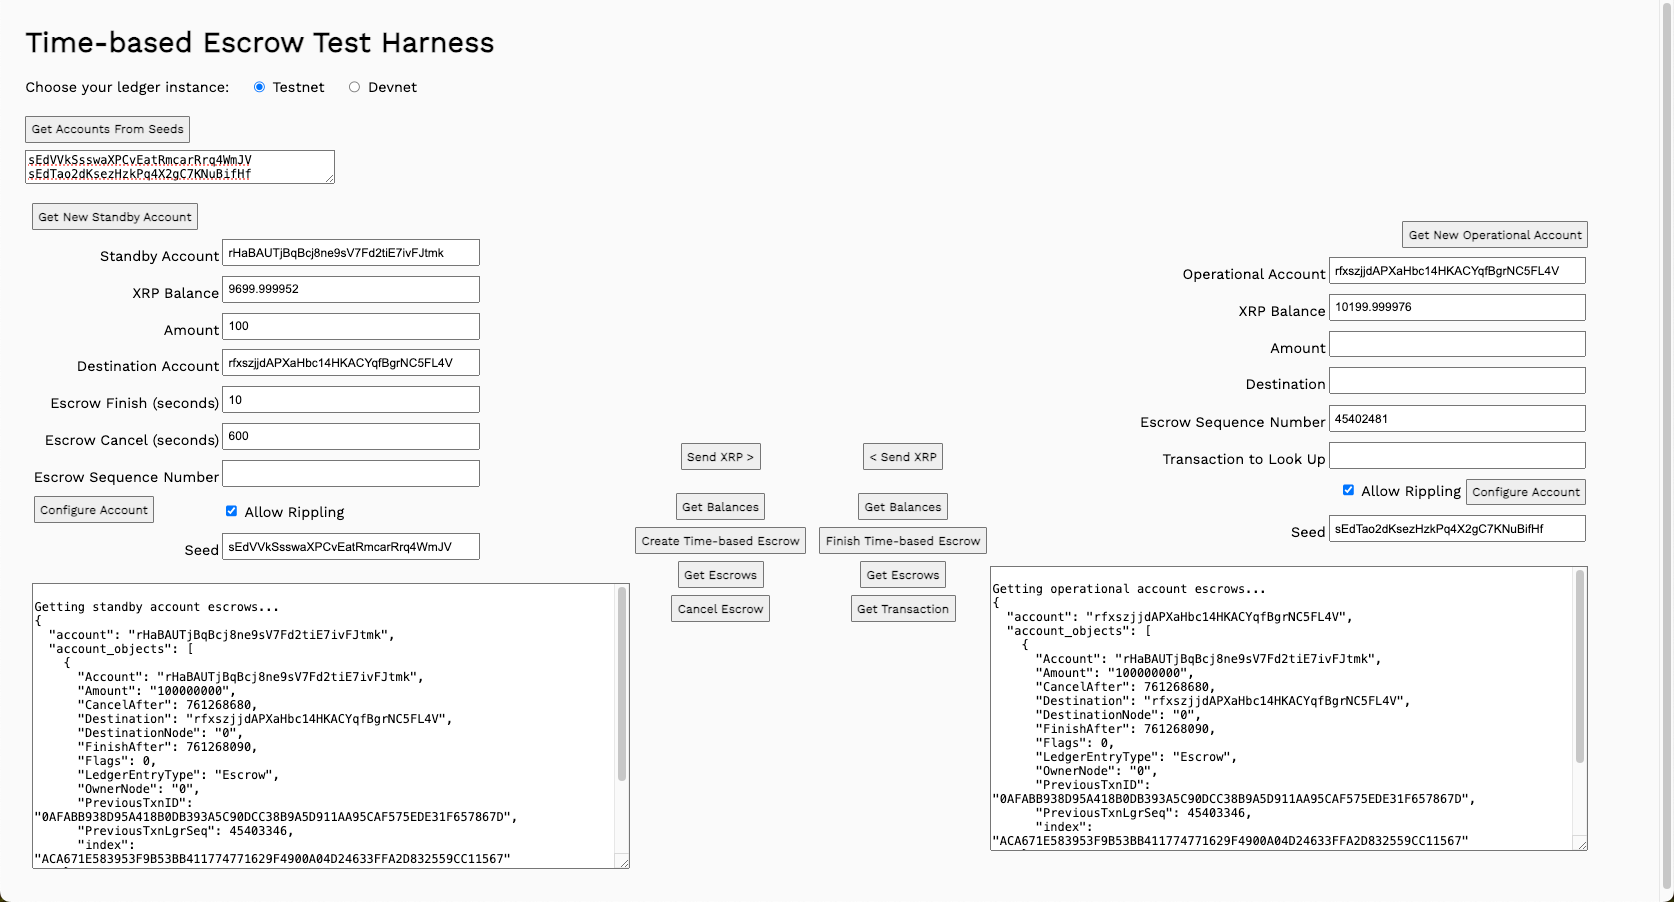 Time-based Escrow Test Harness
Choose your ledger instance: Testnet Devnet
Get Accounts From Seeds
sEdVVkSsswaXPCvEatRmcarRrq4WmJV
sEdTao2dKsezHzkPq4X2gC7KNuBifHf
Get New Standby Account
Standby Account rHaBAUTjBqBcj8ne9sV7Fd2tiE7ivFJtmk
XRP Balance 9699.999952
Amount 100
Destination Account rfxszjjdAPXaHbc14HKACYqfBgrNC5FL4V
Escrow Finish (seconds) 10
Escrow Cancel (seconds) 600
Escrow Sequence Number
Configure Account Allow Rippling
Seed sEdVVkSsswaXPCvEatRmcarRrq4WmJV
Send XRP > < Send XRP
Get Balances Get Balances
Create Time-based Escrow Finish Time-based Escrow
Get Escrows Get Escrows
Cancel Escrow Get Transaction
Get New Operational Account
Operational Account rfxszjjdAPXaHbc14HKACYqfBgrNC5FL4V
XRP Balance 10199.999976
Amount
Destination
Escrow Sequence Number 45402481
Transaction to Look Up
Allow Rippling Configure Account
Seed sEdTao2dKsezHzkPq4X2gC7KNuBifHf
Getting standby account escrows...
{
"account": "rHaBAUTjBqBcj8ne9sV7Fd2tiE7ivFJtmk",
"account_objects": [
{
"Account": "rHaBAUTjBqBcj8ne9sV7Fd2tiE7ivFJtmk",
"Amount": "100000000",
"CancelAfter": 761268680,
"Destination": "rfxszjjdAPXaHbc14HKACYqfBgrNC5FL4V",
"DestinationNode": "0",
"FinishAfter": 761268090,
"Flags": 0,
"LedgerEntryType": "Escrow",
"OwnerNode": "0",
"PreviousTxnID":
"0AFABB938D95A418B0DB393A5C90DCC38B9A5D911AA95CAF575EDE31F657867D",
"PreviousTxnLgrSeq": 45403346,
"index":
"ACA671E583953F9B53BB411774771629F4900A04D24633FFA2D832559CC11567"
Getting operational account escrows...
{
"account": "rfxszjjdAPXaHbc14HKACYqfBgrNC5FL4V",
"account_objects": [
{
"Account": "rHaBAUTjBqBcj8ne9sV7Fd2tiE7ivFJtmk",
"Amount": "100000000",
"CancelAfter": 761268680,
"Destination": "rfxszjjdAPXaHbc14HKACYqfBgrNC5FL4V",
"DestinationNode": "0",
"FinishAfter": 761268090,
"Flags": 0,
"LedgerEntryType": "Escrow",
"OwnerNode": "0",
"PreviousTxnID":
"0AFABB938D95A418B0DB393A5C90DCC38B9A5D911AA95CAF575EDE31F657867D",
"PreviousTxnLgrSeq": 45403346,
"index":
"ACA671E583953F9B53BB411774771629F4900A04D24633FFA2D832559CC11567"